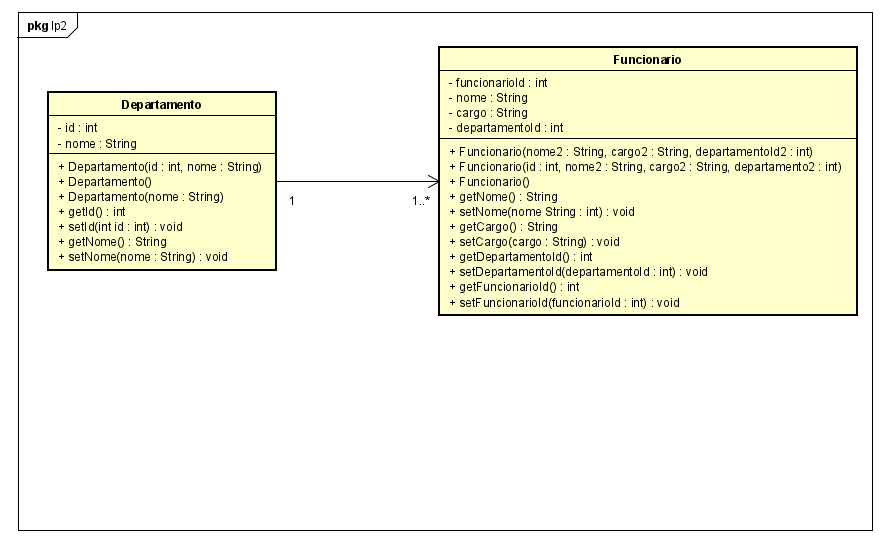 pkg lp2
Departamento
- id : int
- nome : String
+ Departamento(id : int, nome : String)
+ Departamento()
+ Departamento(nome : String)
+ getId() : int
+ setId(int id : int) : void
+ getNome() : String
+ setNome(nome : String) : void
1
1..*
Funcionario
- funcionarioId : int
- nome : String
- cargo : String
- departamentoId : int
+ Funcionario(nome2 : String, cargo2 : String, departamentoId2 : int)
+ Funcionario(id : int, nome2 : String, cargo2 : String, departamento2 : int)
+ Funcionario()
+ getNome() : String
+ setNome(nome String : int) : void
+ getCargo() : String
+ setCargo(cargo : String) : void
+ getDepartamentoId() : int
+ setDepartamentoId(departamentoId : int) : void
+ getFuncionarioId() : int
+ setFuncionarioId(funcionarioId : int) : void